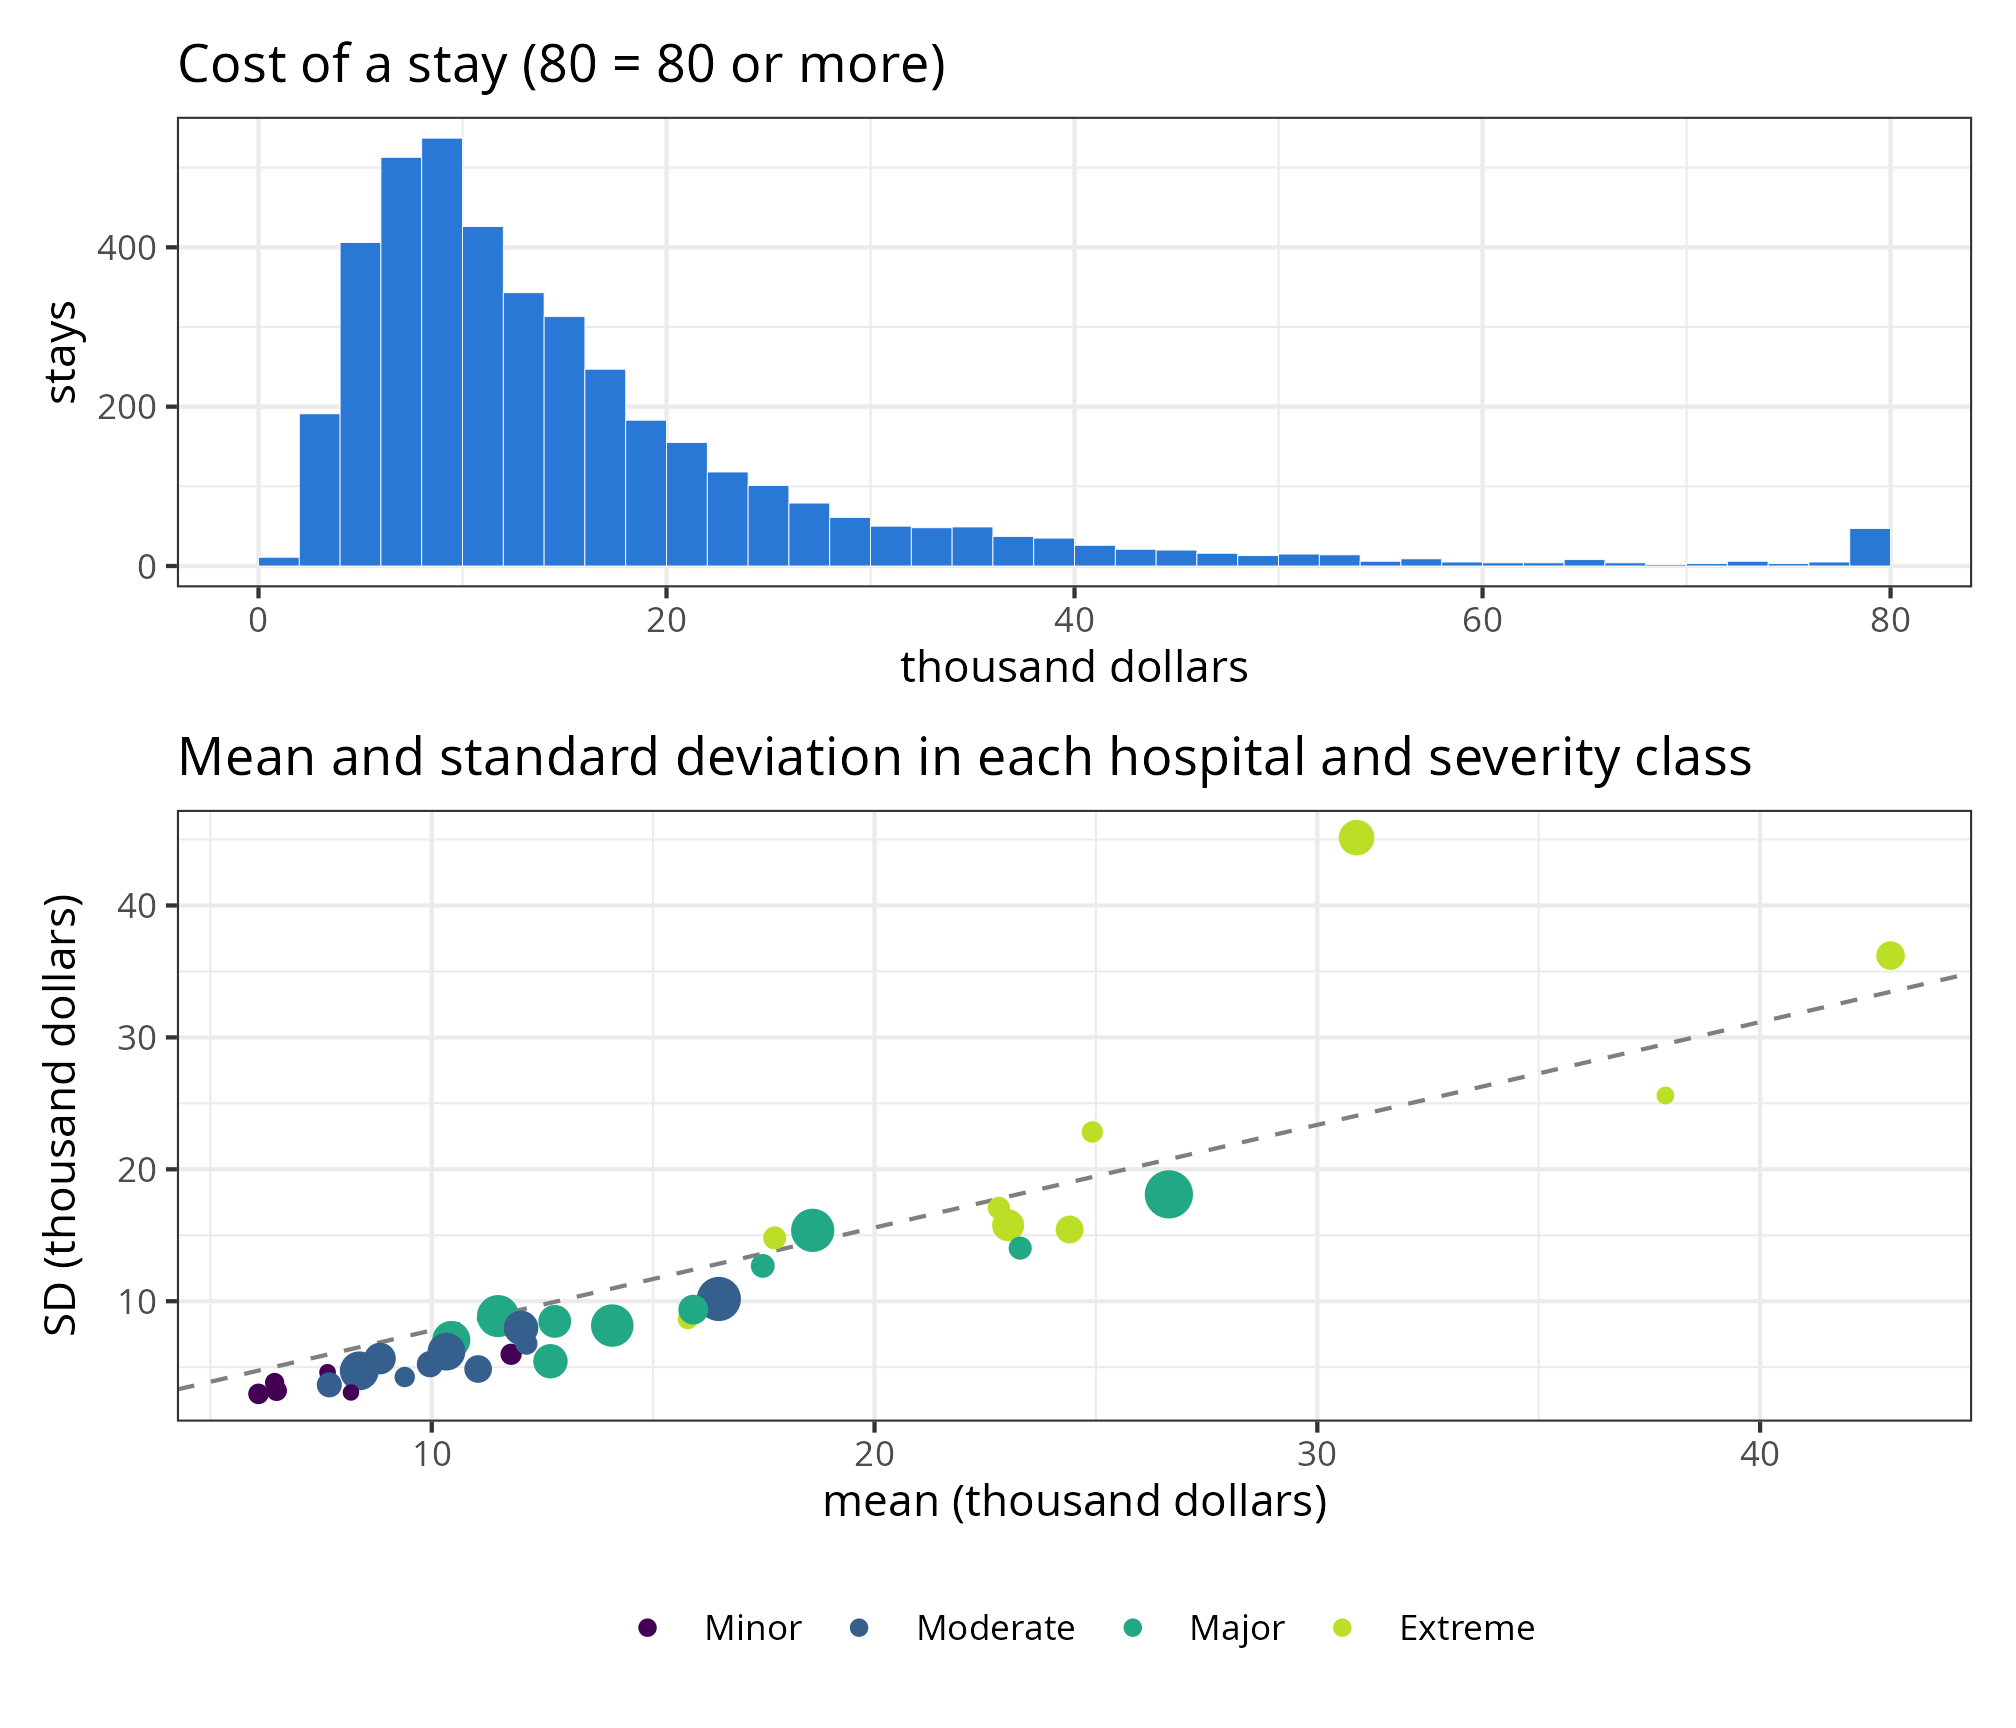 Cost of a stay (80 = 80 or more)
stays
400
200
0
0 20 40 60 80
thousand dollars
Mean and standard deviation in each hospital and severity class
SD (thousand dollars)
40
30
20
10
10 20 30 40
mean (thousand dollars)
Minor Moderate Major Extreme